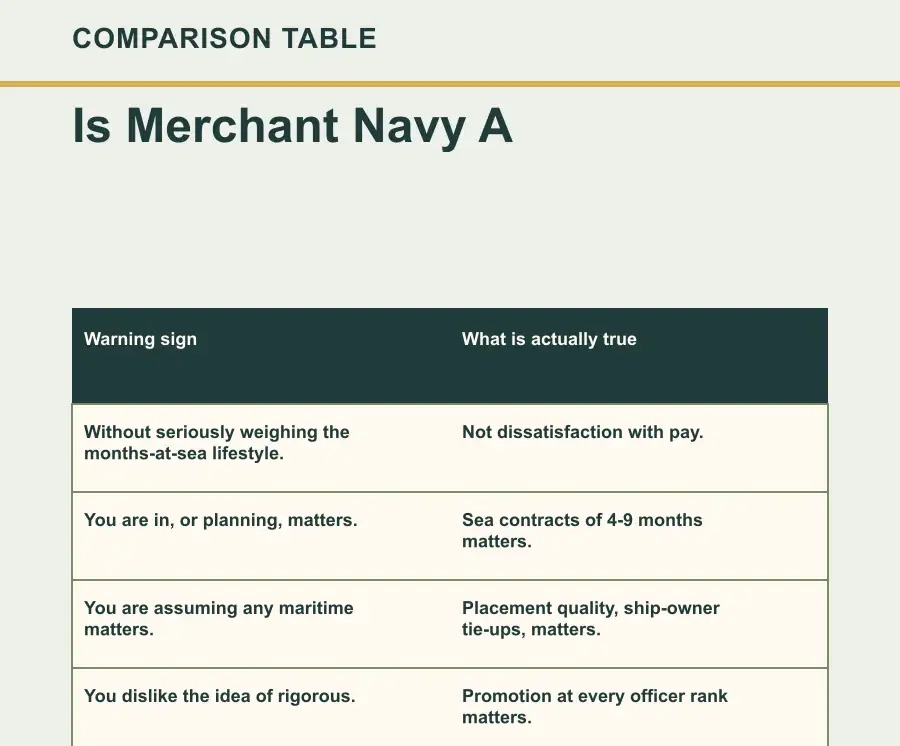 COMPARISON TABLE
Is Merchant Navy A
Warning sign
What is actually true
Without seriously weighing the
months-at-sea lifestyle.
Not dissatisfaction with pay.
You are in, or planning, matters.
Sea contracts of 4-9 months
matters.
You are assuming any maritime
matters.
Placement quality, ship-owner
tie-ups, matters.
You dislike the idea of rigorous.
Promotion at every officer rank
matters.